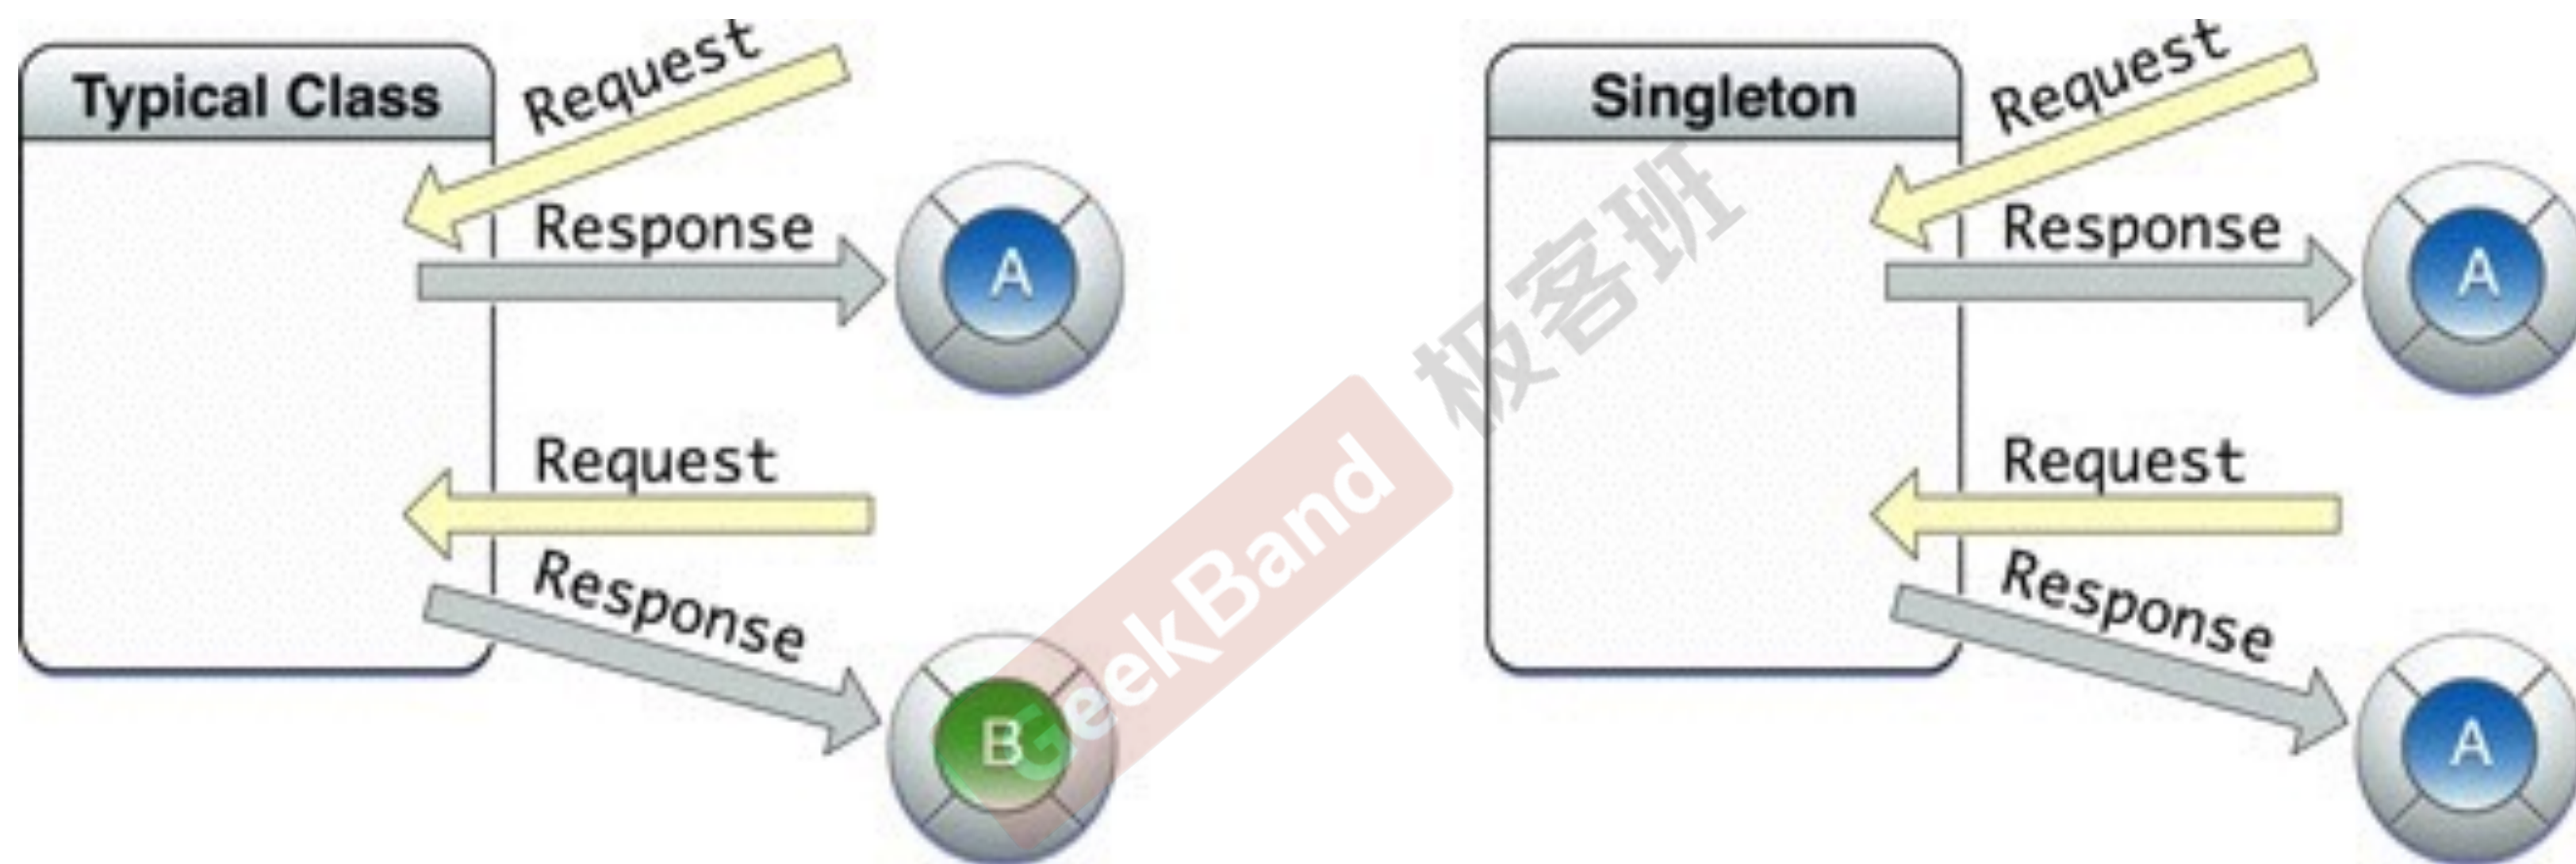 Typical Class
Request
Response
A
Request
Response
B
Singleton
Request
Response
A
Request
Response
A
GeekBand 极客班